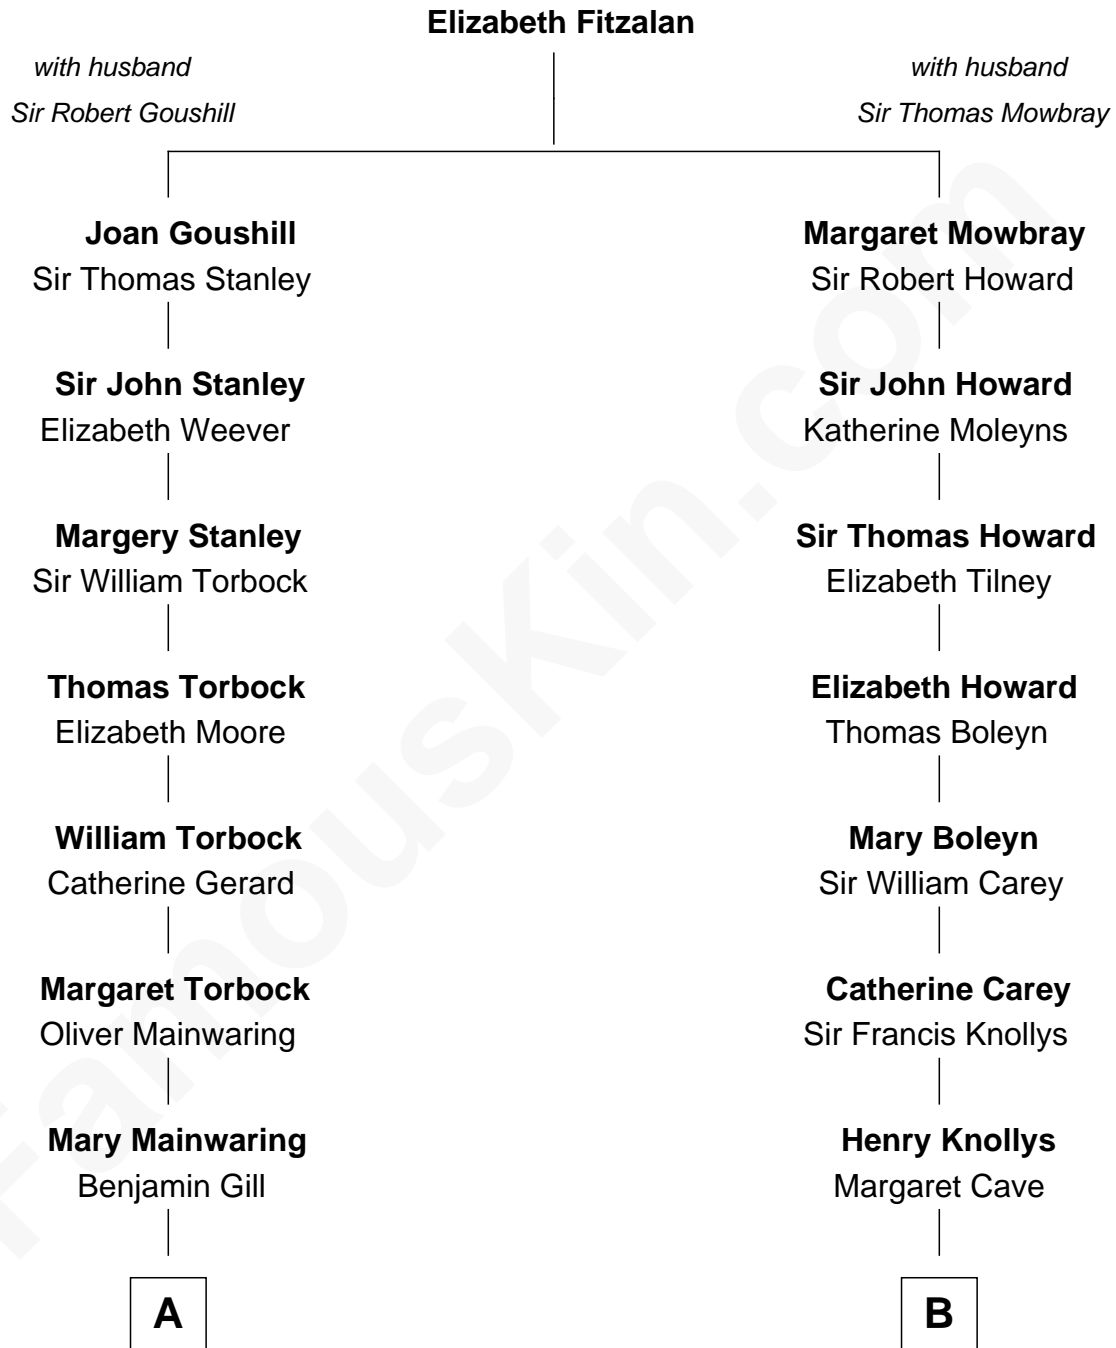 Elizabeth Fitzalan
with husband
Sir Robert Goushill
with husband
Sir Thomas Mowbray
Joan Goushill
Sir Thomas Stanley
Margaret Mowbray
Sir Robert Howard
Sir John Stanley
Elizabeth Weever
Sir John Howard
Katherine Moleyns
Margery Stanley
Sir William Torbock
Sir Thomas Howard
Elizabeth Tilney
Thomas Torbock
Elizabeth Moore
Elizabeth Howard
Thomas Boleyn
William Torbock
Catherine Gerard
Mary Boleyn
Sir William Carey
Margaret Torbock
Oliver Mainwaring
Catherine Carey
Sir Francis Knollys
Mary Mainwaring
Benjamin Gill
Henry Knollys
Margaret Cave
A
B
FamousKin.com